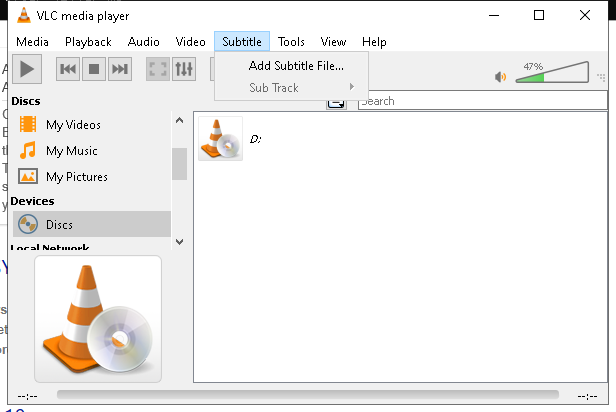 VLC media player
Media Playback Audio Video Subtitle Tools View Help
Add Subtitle File...
Sub Track
47%
Search
Discs
My Videos
My Music
My Pictures
Devices
Discs
Local Network
D:
--:--
--:--